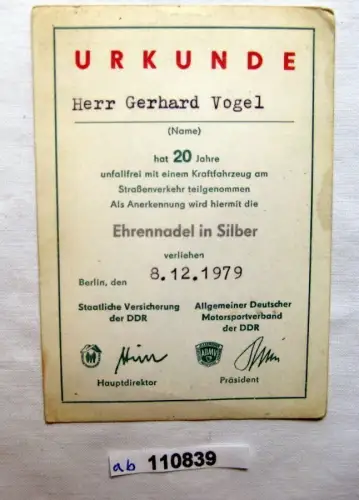 URKUNDE
Herr Gerhard Vogel
(Name)
hat 20 Jahre
unfallfrei mit einem Kraftfahrzeug am
Straßenverkehr teilgenommen
Als Anerkennung wird hiermit die
Ehrennadel in Silber
verliehen
Berlin, den 8.12.1979
Staatliche Versicherung
der DDR
Allgemeiner Deutscher
Motorsportverband
der DDR
ADMV
Hauptdirektor
Präsident
ab 110839